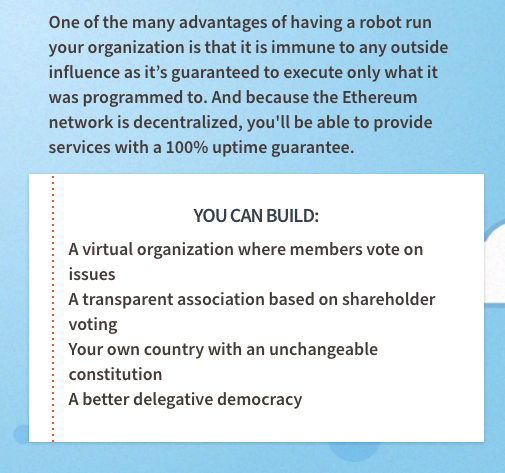 One of the many advantages of having a robot run
your organization is that it is immune to any outside
influence as it’s guaranteed to execute only what it
was programmed to. And because the Ethereum
network is decentralized, you'll be able to provide
services with a 100% uptime guarantee.
YOU CAN BUILD:
A virtual organization where members vote on
issues
A transparent association based on shareholder
voting
Your own country with an unchangeable
constitution
A better delegative democracy